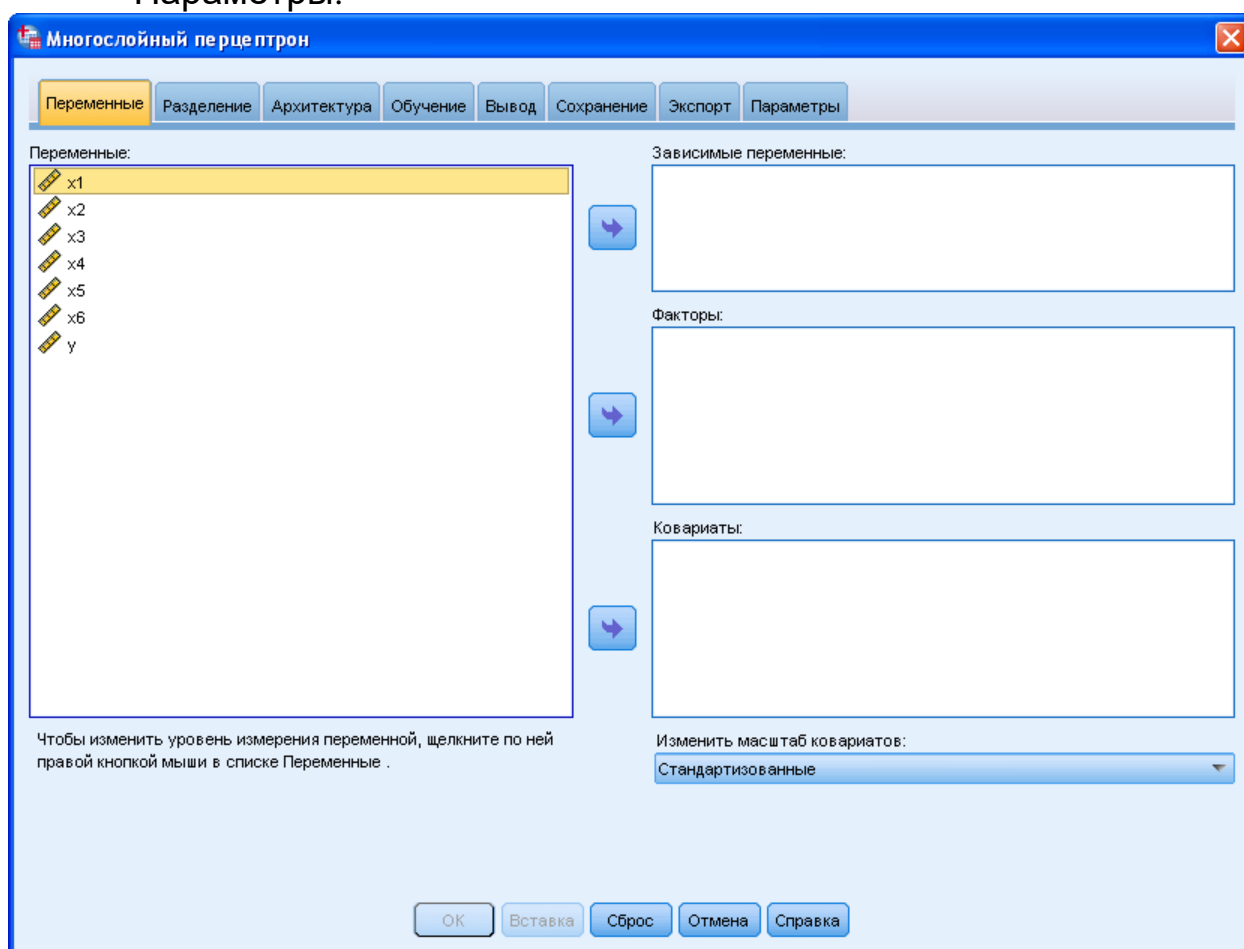 Параметры.
Многослойный перцептрон
Переменные Разделение Архитектура Обучение Вывод Сохранение Экспорт Параметры
Переменные:
x1
x2
x3
x4
x5
x6
y
Зависимые переменные:
Факторы:
Ковариаты:
Чтобы изменить уровень измерения переменной, щелкните по ней
правой кнопкой мыши в списке Переменные .
Изменить масштаб ковариатов:
Стандартизованные
OK Вставка Сброс Отмена Справка